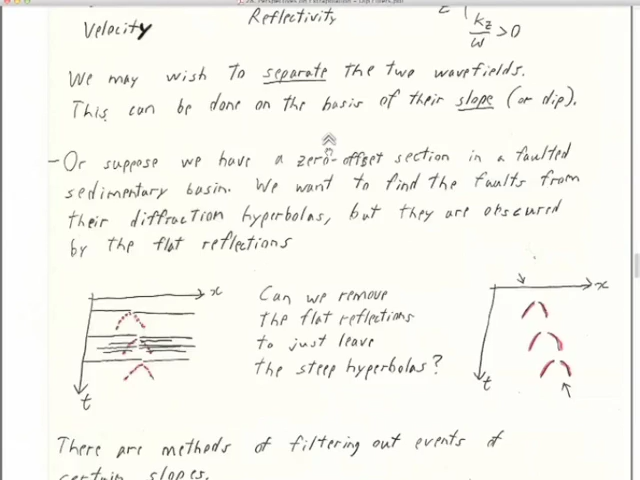 Reflectivity
Velocity
kz
w >0
We may wish to separate the two wavefields.
This can be done on the basis of their slope (or dip).
- Or suppose we have a zero-offset section in a faulted
sedimentary basin. We want to find the faults from
their diffraction hyperbolas, but they are obscured
by the flat reflections
x
t
Can we remove
the flat reflections
to just leave
the steep hyperbolas?
x
t
There are methods of filtering out events of
certain slopes.